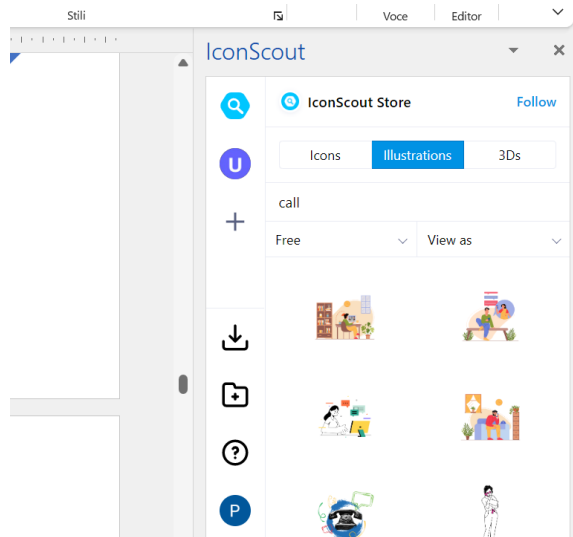 Stili
Voce
Editor
IconScout
IconScout Store
Follow
U
Icons
Illustrations
3Ds
call
Free
View as
?
P